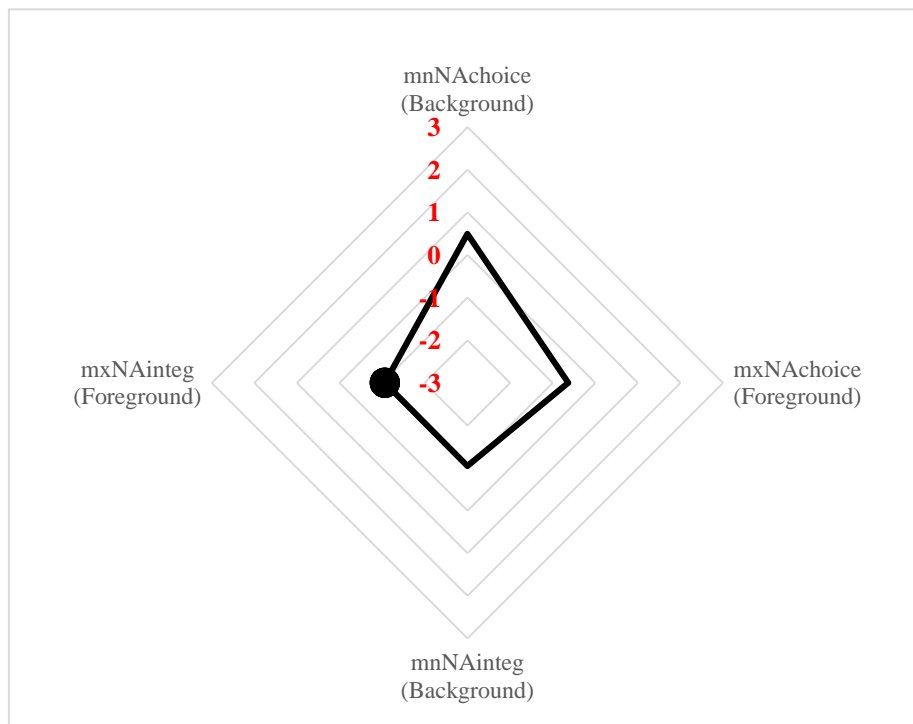 mnNAchoice
(Background)
3
2
1
0
-1
-2
-3
mxNAinteg
(Foreground)
mxNAchoice
(Foreground)
mnNAinteg
(Background)